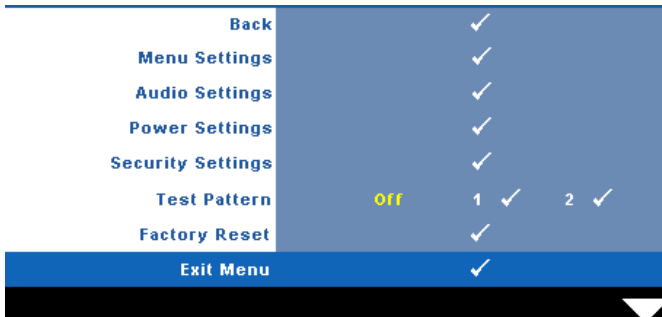 Back
Menu Settings
Audio Settings
Power Settings
Security Settings
Test Pattern Off 1 ✓ 2 ✓
Factory Reset
Exit Menu